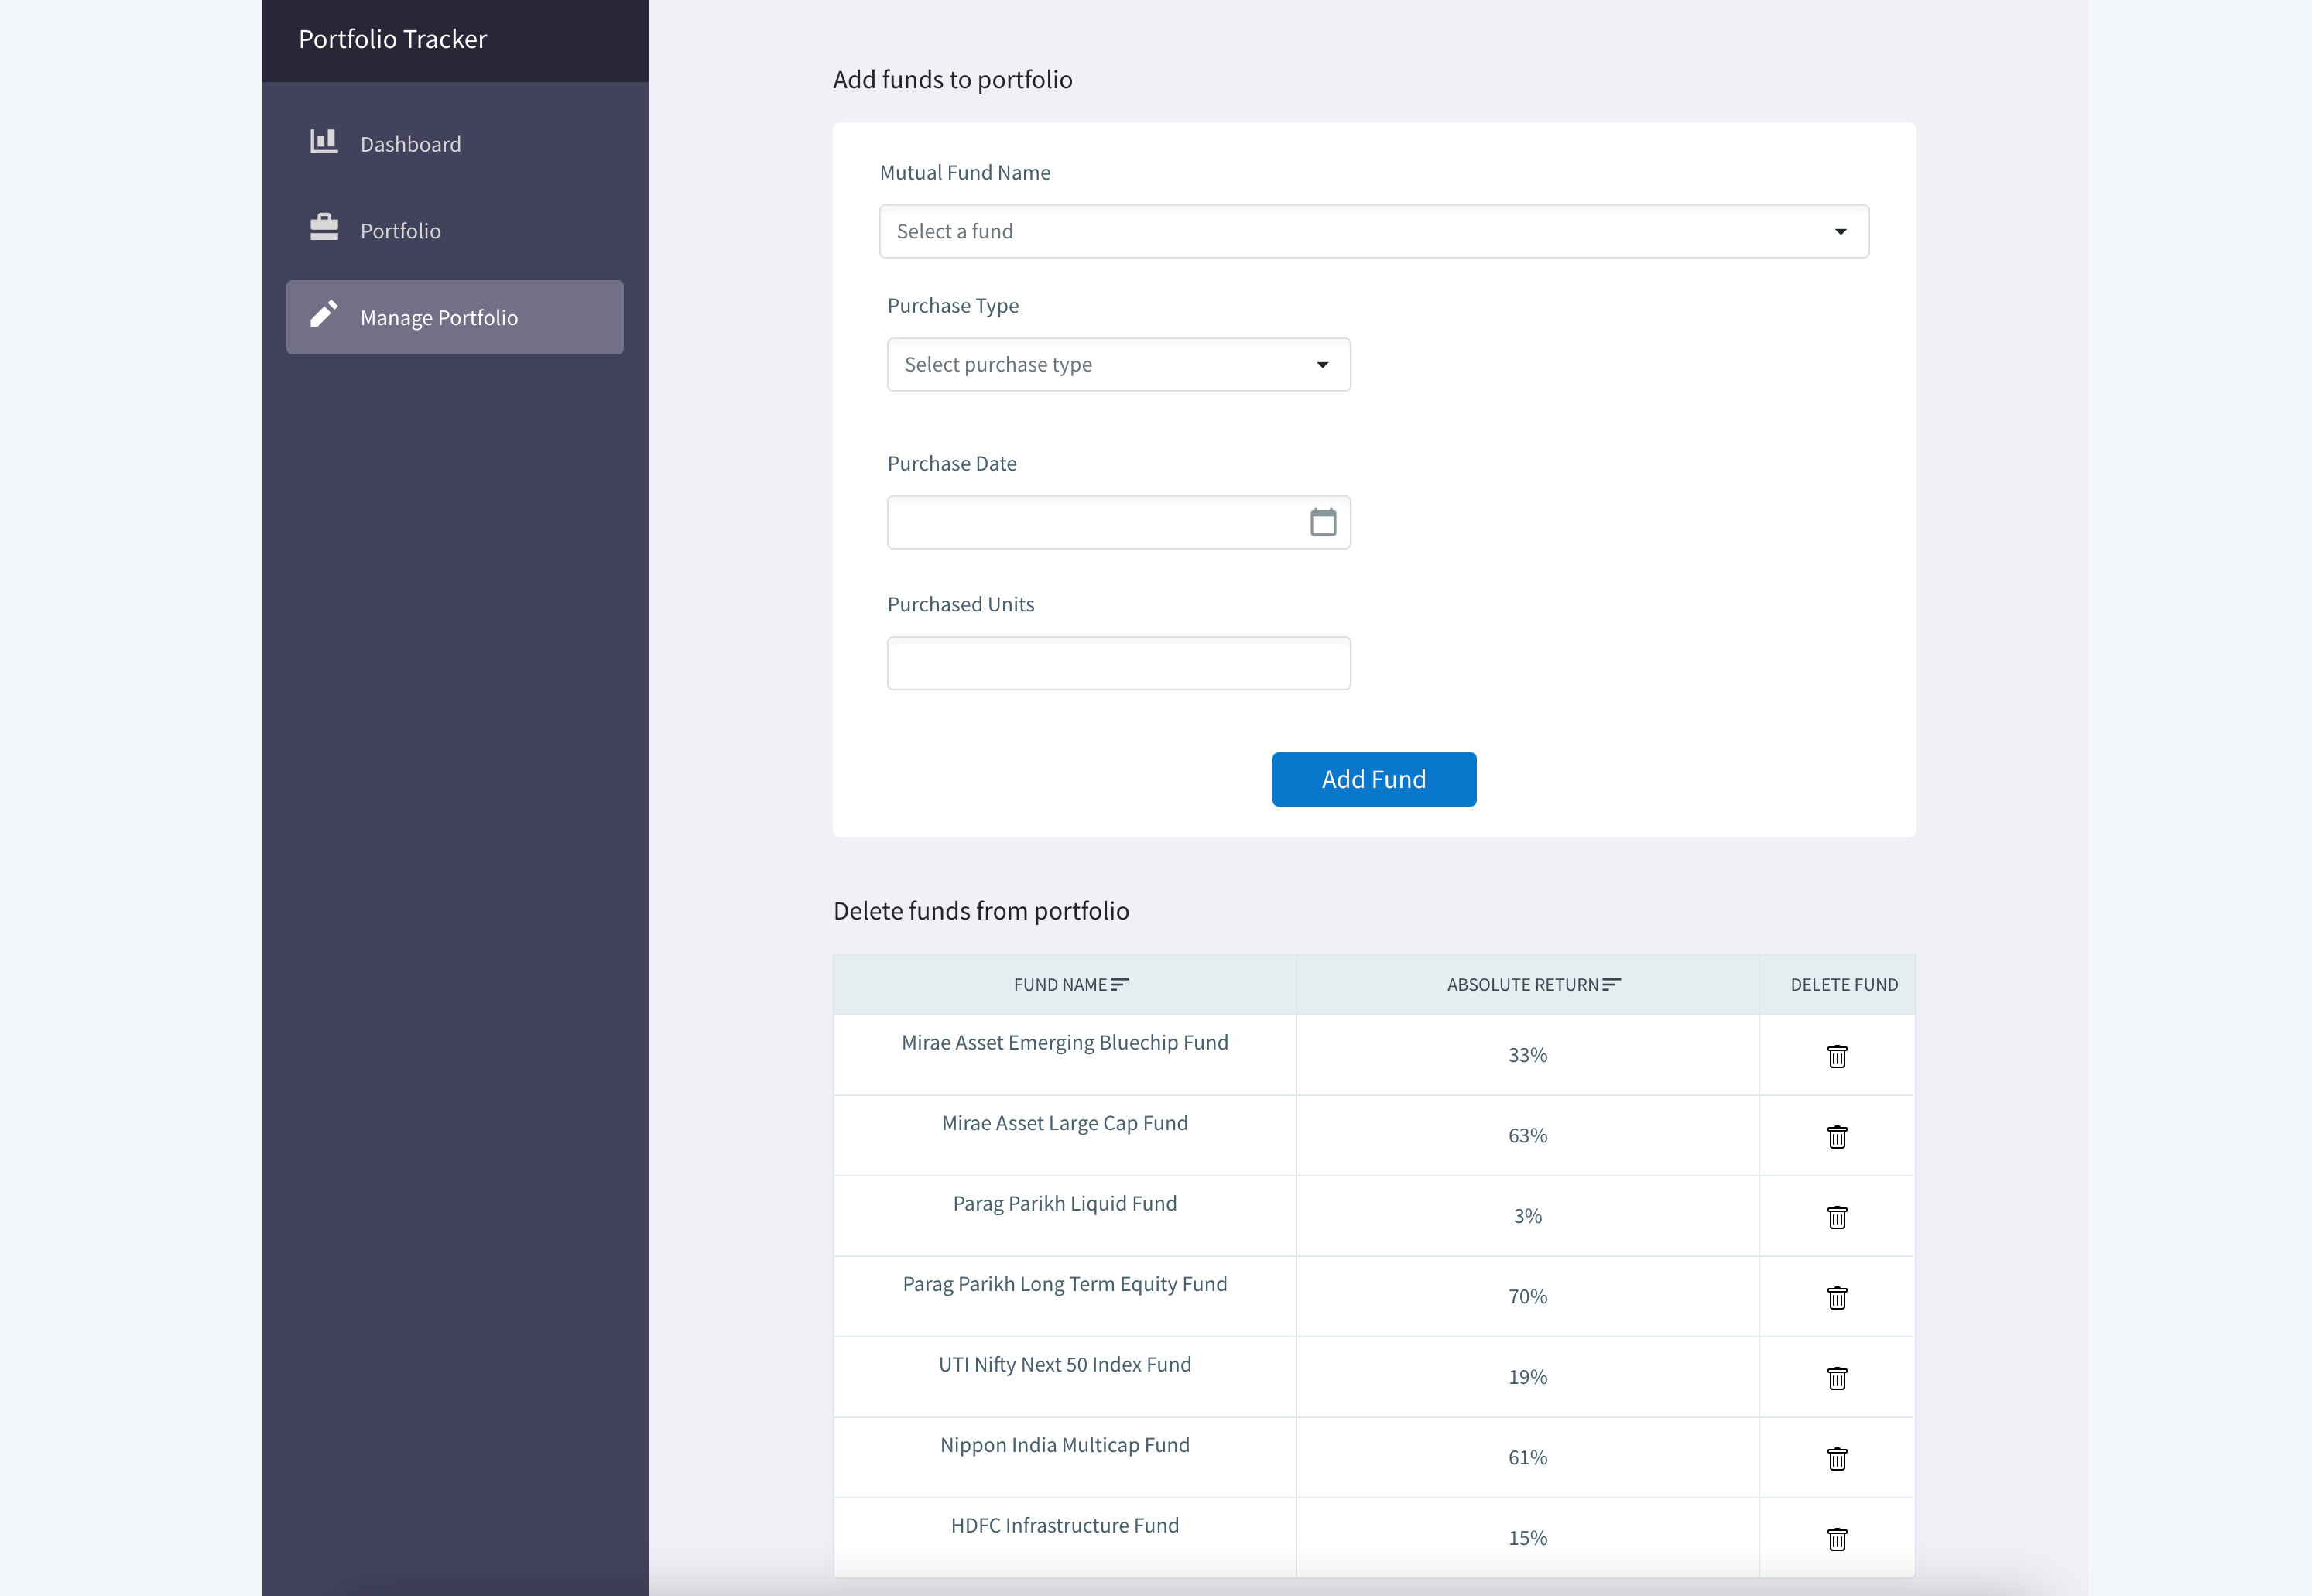 Portfolio Tracker
Dashboard
Portfolio
Manage Portfolio
Add funds to portfolio
Mutual Fund Name
Select a fund
Purchase Type
Select purchase type
Purchase Date
Purchased Units
Add Fund
Delete funds from portfolio
FUND NAME ABSOLUTE RETURN DELETE FUND
Mirae Asset Emerging Bluechip Fund 33%
Mirae Asset Large Cap Fund 63%
Parag Parikh Liquid Fund 3%
Parag Parikh Long Term Equity Fund 70%
UTI Nifty Next 50 Index Fund 19%
Nippon India Multicap Fund 61%
HDFC Infrastructure Fund 15%